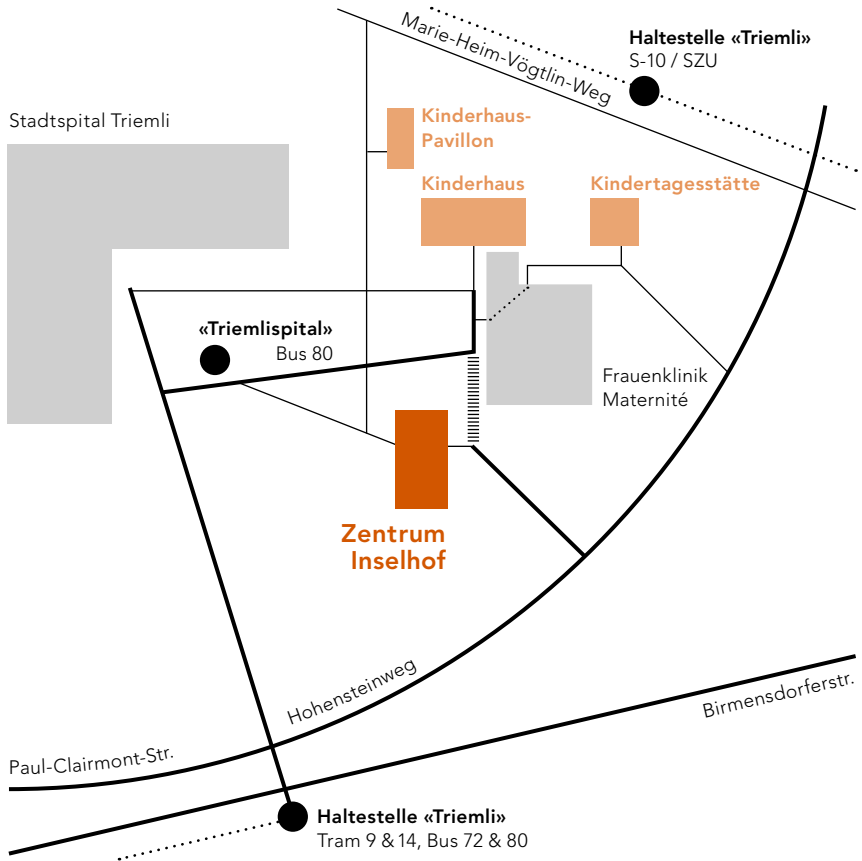 Marie-Heim-Vögtlin-Weg
Haltestelle «Triemli»
S-10 / SZU
Stadtspital Triemli
Kinderhaus-
Pavillon
Kinderhaus
Kindertagesstätte
«Triemlispital»
Bus 80
Frauenklinik
Maternité
Zentrum
Inselhof
Hohensteinweg
Birmensdorferstr.
Paul-Clairmont-Str.
Haltestelle «Triemli»
Tram 9 & 14, Bus 72 & 80